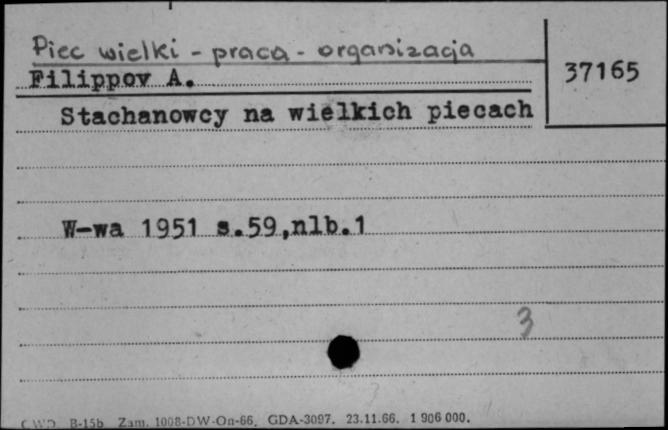 Piec wielki - praca - organizacja
37165
Filippov A.
Stachanowcy na wielkich piecach
W-wa 1951 s.59,nlb.1
3
CWD B-15b Zam. 1008-DW-On-66. GDA-3097. 23.11.66. 1 906 000.